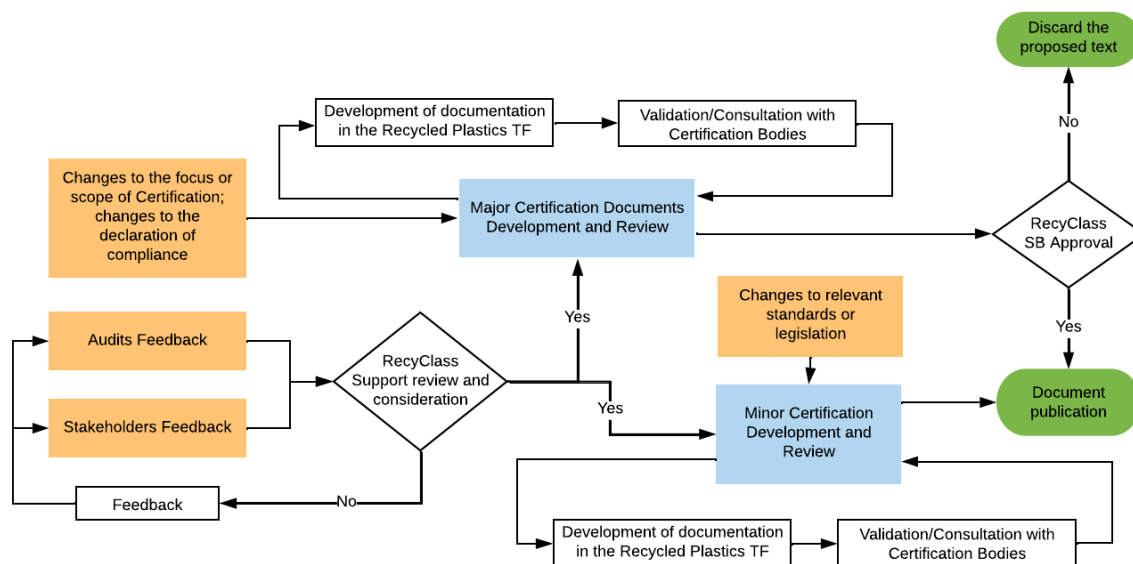 Discard the
proposed text
No
Development of documentation
in the Recycled Plastics TF
Validation/Consultation with
Certification Bodies
Changes to the focus or
scope of Certification;
changes to the
declaration of
compliance
Major Certification Documents
Development and Review
RecyClass
SB Approval
Yes
Changes to relevant
standards or
legislation
Yes
Audits Feedback
RecyClass
Support review and
consideration
Yes
Stakeholders Feedback
Minor Certification
Development and
Review
Document
publication
Feedback
No
Development of documentation
in the Recycled Plastics TF
Validation/Consultation with
Certification Bodies